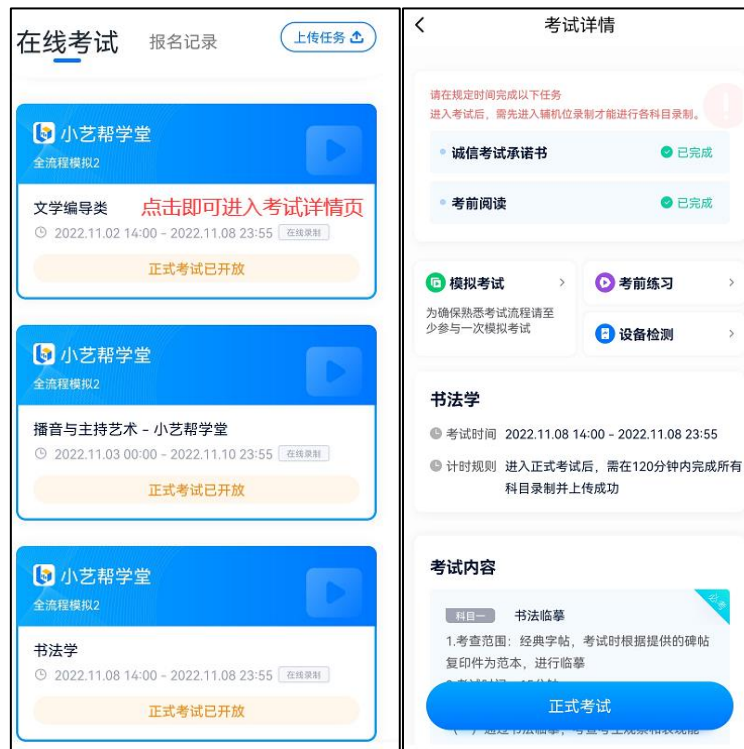 在线考试
报名记录
上传任务
小艺帮学堂
全流程模拟2
文学编导类
点击即可进入考试详情页
2022.11.02 14:00 - 2022.11.08 23:55 在线录制
正式考试已开放
小艺帮学堂
全流程模拟2
播音与主持艺术 - 小艺帮学堂
2022.11.03 00:00 - 2022.11.10 23:55 在线录制
正式考试已开放
小艺帮学堂
全流程模拟2
书法学
2022.11.08 14:00 - 2022.11.08 23:55 在线录制
正式考试已开放
考试详情
请在规定时间完成以下任务
进入考试后，需先进入辅机位录制才能进行各科目录制。
诚信考试承诺书 已完成
考前阅读 已完成
模拟考试
为确保熟悉考试流程请至
少参与一次模拟考试
考前练习
设备检测
书法学
考试时间 2022.11.08 14:00 - 2022.11.08 23:55
计时规则 进入正式考试后，需在120分钟内完成所有
科目录制并上传成功
考试内容
必考
科目一 书法临摹
1.考查范围：经典字帖，考试时根据提供的碑帖
复印件为范本，进行临摹
正式考试